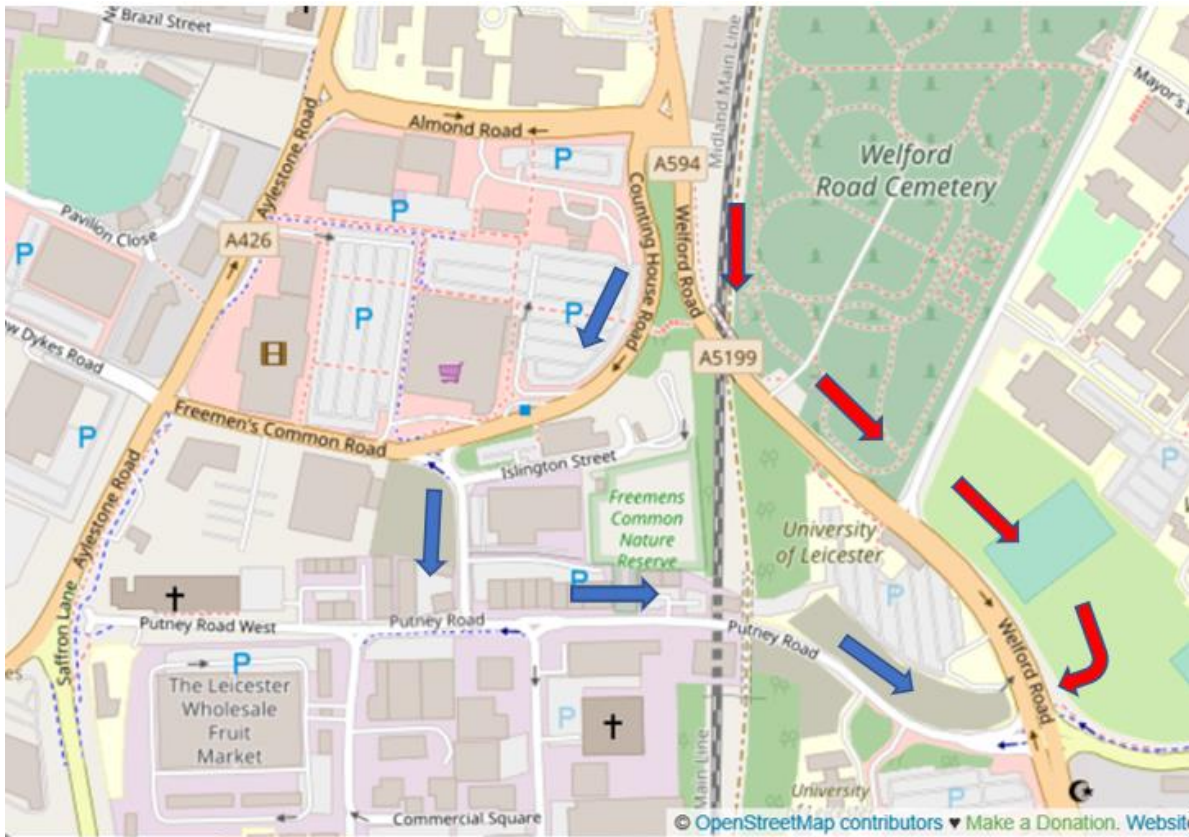 Brazil Street
Mayor's
Almond Road
Midland Main Line
Aylestone Road
P
A594
Welford
Road Cemetery
Counting House Road
Welford Road
Pavilion Close
P
P
A426
P
P
P
A5199
Dykes Road
Freemen's Common Road
P
P
Islington Street
Aylestone Road
Freemens
Common
Nature
Reserve
University
of Leicester
P
P
Saffron Lane
Putney Road West
Putney Road
Putney Road
Welford Road
P
The Leicester
Wholesale
Fruit
Market
P
Main Line
University
Commercial Square
© OpenStreetMap contributors ♥ Make a Donation. Website